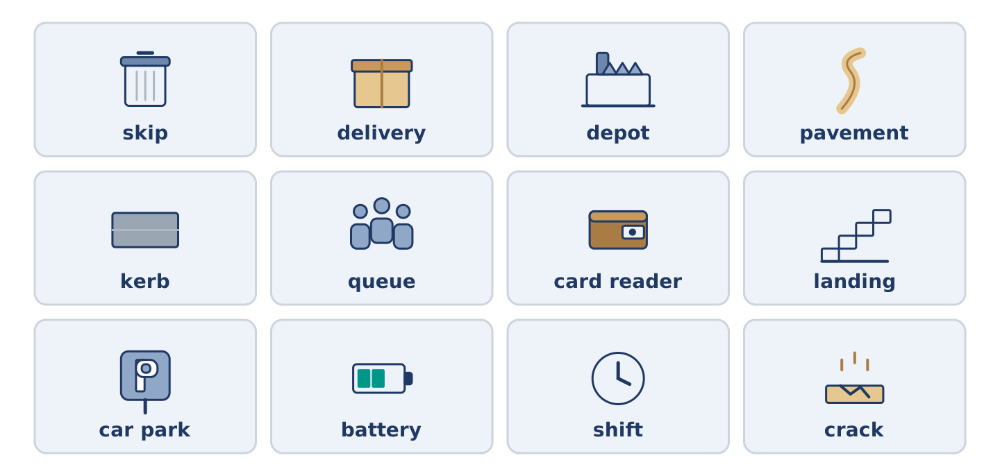 skip
delivery
depot
pavement
kerb
queue
card reader
landing
car park
battery
shift
crack